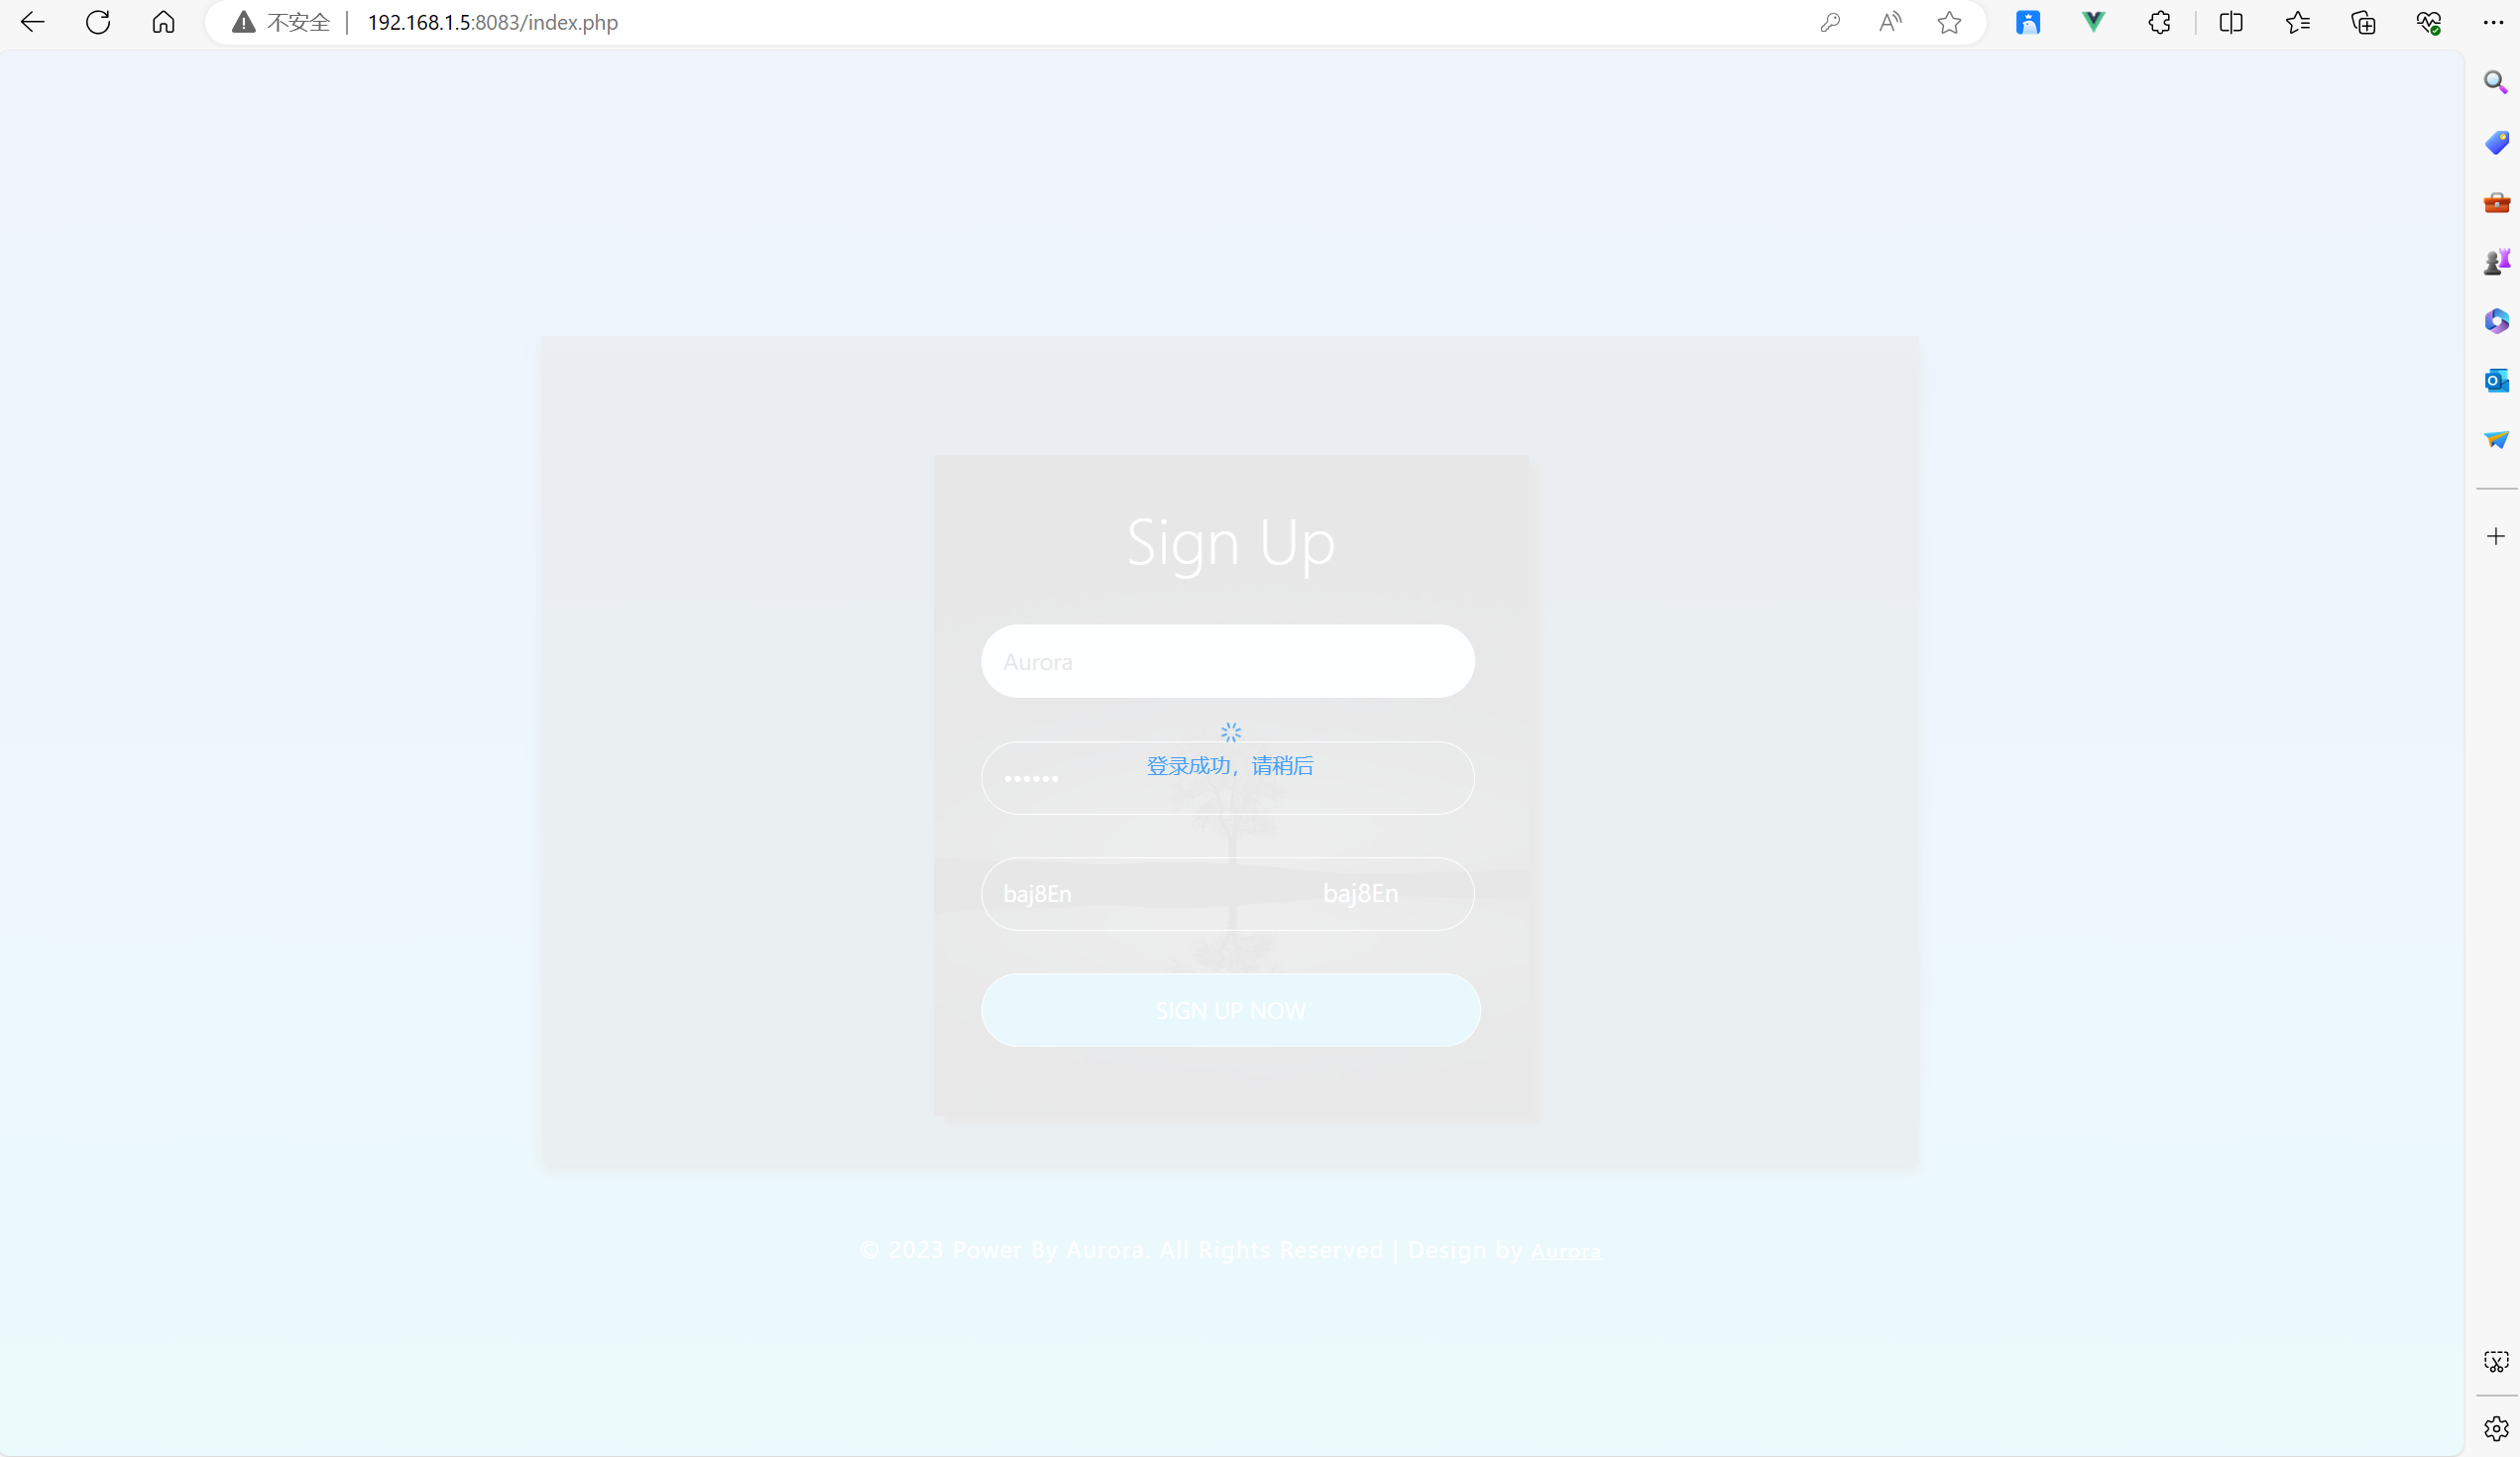 不安全 | 192.168.1.5:8083/index.php
Sign Up
Aurora
登录成功，请稍后
••••••
baj8En baj8En
SIGN UP NOW
© 2023 Power By Aurora. All Rights Reserved | Design by Aurora